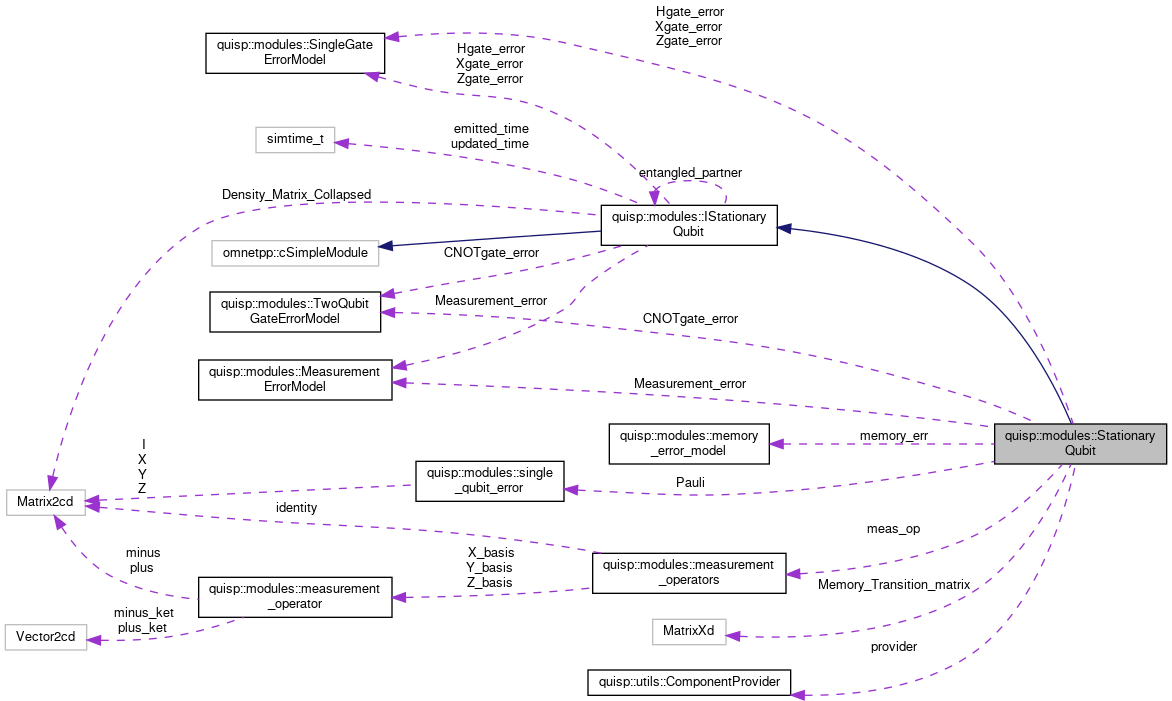 Hgate_error
Xgate_error
Zgate_error
quisp::modules::SingleGate
ErrorModel
Hgate_error
Xgate_error
Zgate_error
simtime_t
emitted_time
updated_time
entangled_partner
Density_Matrix_Collapsed
quisp::modules::IStationary
Qubit
omnetpp::cSimpleModule
CNOTgate_error
quisp::modules::TwoQubit
GateErrorModel
Measurement_error
CNOTgate_error
quisp::modules::Measurement
ErrorModel
Measurement_error
quisp::modules::memory
_error_model
memory_err
quisp::modules::Stationary
Qubit
I
X
Y
Z
quisp::modules::single
_qubit_error
Pauli
Matrix2cd
identity
meas_op
minus
plus
X_basis
Y_basis
Z_basis
quisp::modules::measurement
_operators
quisp::modules::measurement
_operator
Memory_Transition_matrix
minus_ket
plus_ket
Vector2cd
MatrixXd
provider
quisp::utils::ComponentProvider